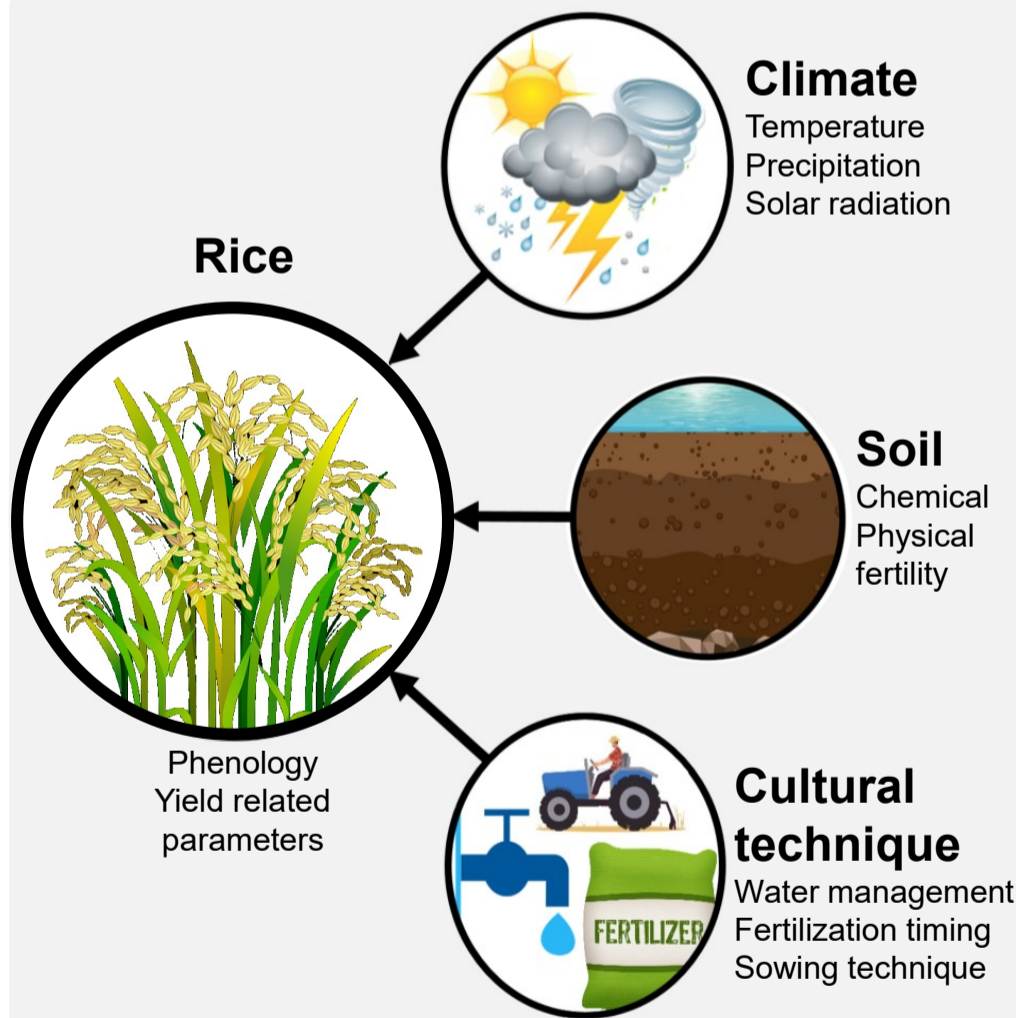 Climate
Temperature
Precipitation
Solar radiation
Rice
Phenology
Yield related
parameters
Soil
Chemical
Physical
fertility
Cultural
technique
Water management
Fertilization timing
Sowing technique
FERTILIZER